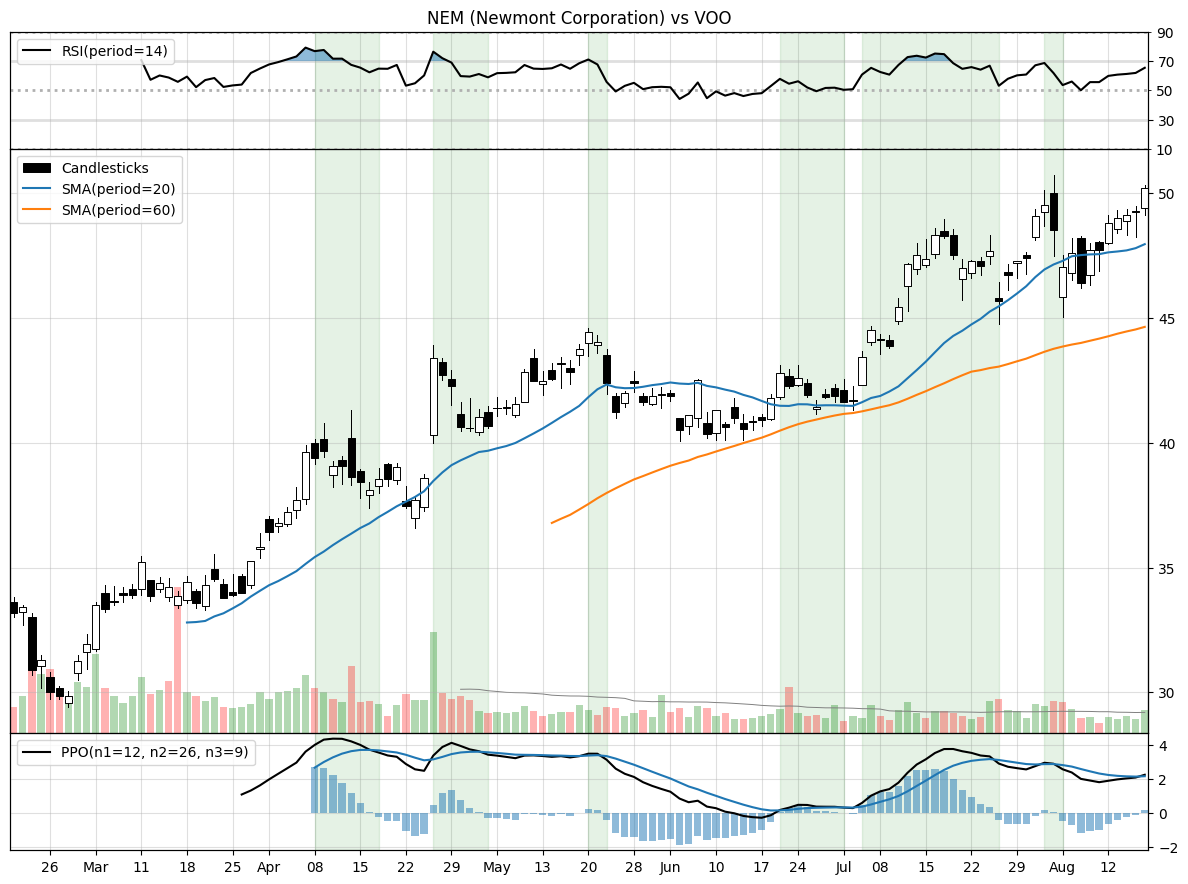 NEM (Newmont Corporation) vs VOO
RSI(period=14)
90
70
50
30
10
Candlesticks
SMA(period=20)
SMA(period=60)
50
45
40
35
30
PPO(n1=12, n2=26, n3=9)
4
2
0
−2
26 Mar 11 18 25 Apr 08 15 22 29 May 13 20 28 Jun 10 17 24 Jul 08 15 22 29 Aug 12